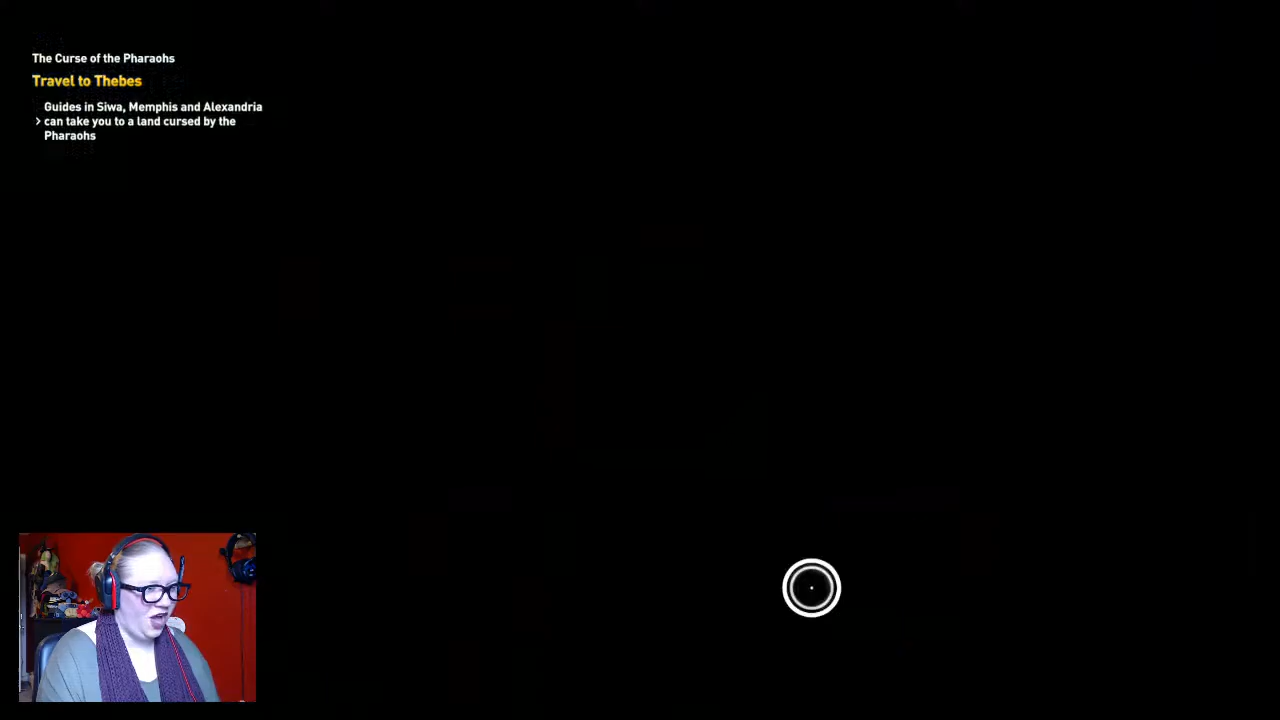 The Curse of the Pharaohs
Travel to Thebes
Guides in Siwa, Memphis and Alexandria
> can take you to a land cursed by the
Pharaohs